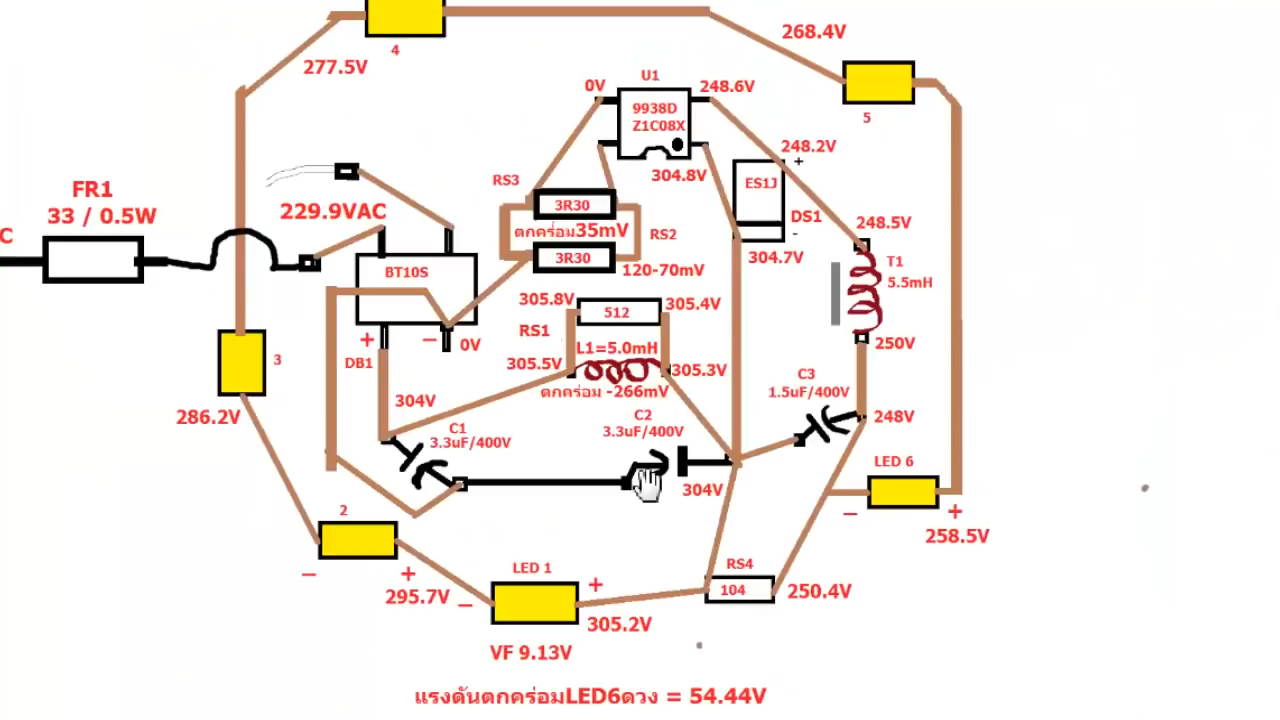 4
277.5V
268.4V
5
U1
0V
248.6V
9938D
Z1C08X
304.8V
248.2V
+
ES1J
DS1
-
304.7V
248.5V
T1
5.5mH
250V
FR1
33 / 0.5W
C
229.9VAC
BT10S
+
−
0V
DB1
RS3
3R30
ตกคร่อม35mV
RS2
3R30
120-70mV
305.8V
512
305.4V
RS1
L1=5.0mH
305.5V
305.3V
ตกคร่อม -266mV
3
286.2V
304V
C1
3.3uF/400V
C2
3.3uF/400V
304V
C3
1.5uF/400V
248V
LED 6
−
+
258.5V
2
−
+
295.7V
LED 1
−
+
305.2V
VF 9.13V
RS4
104
250.4V
แรงดันตกคร่อมLED6ดวง = 54.44V